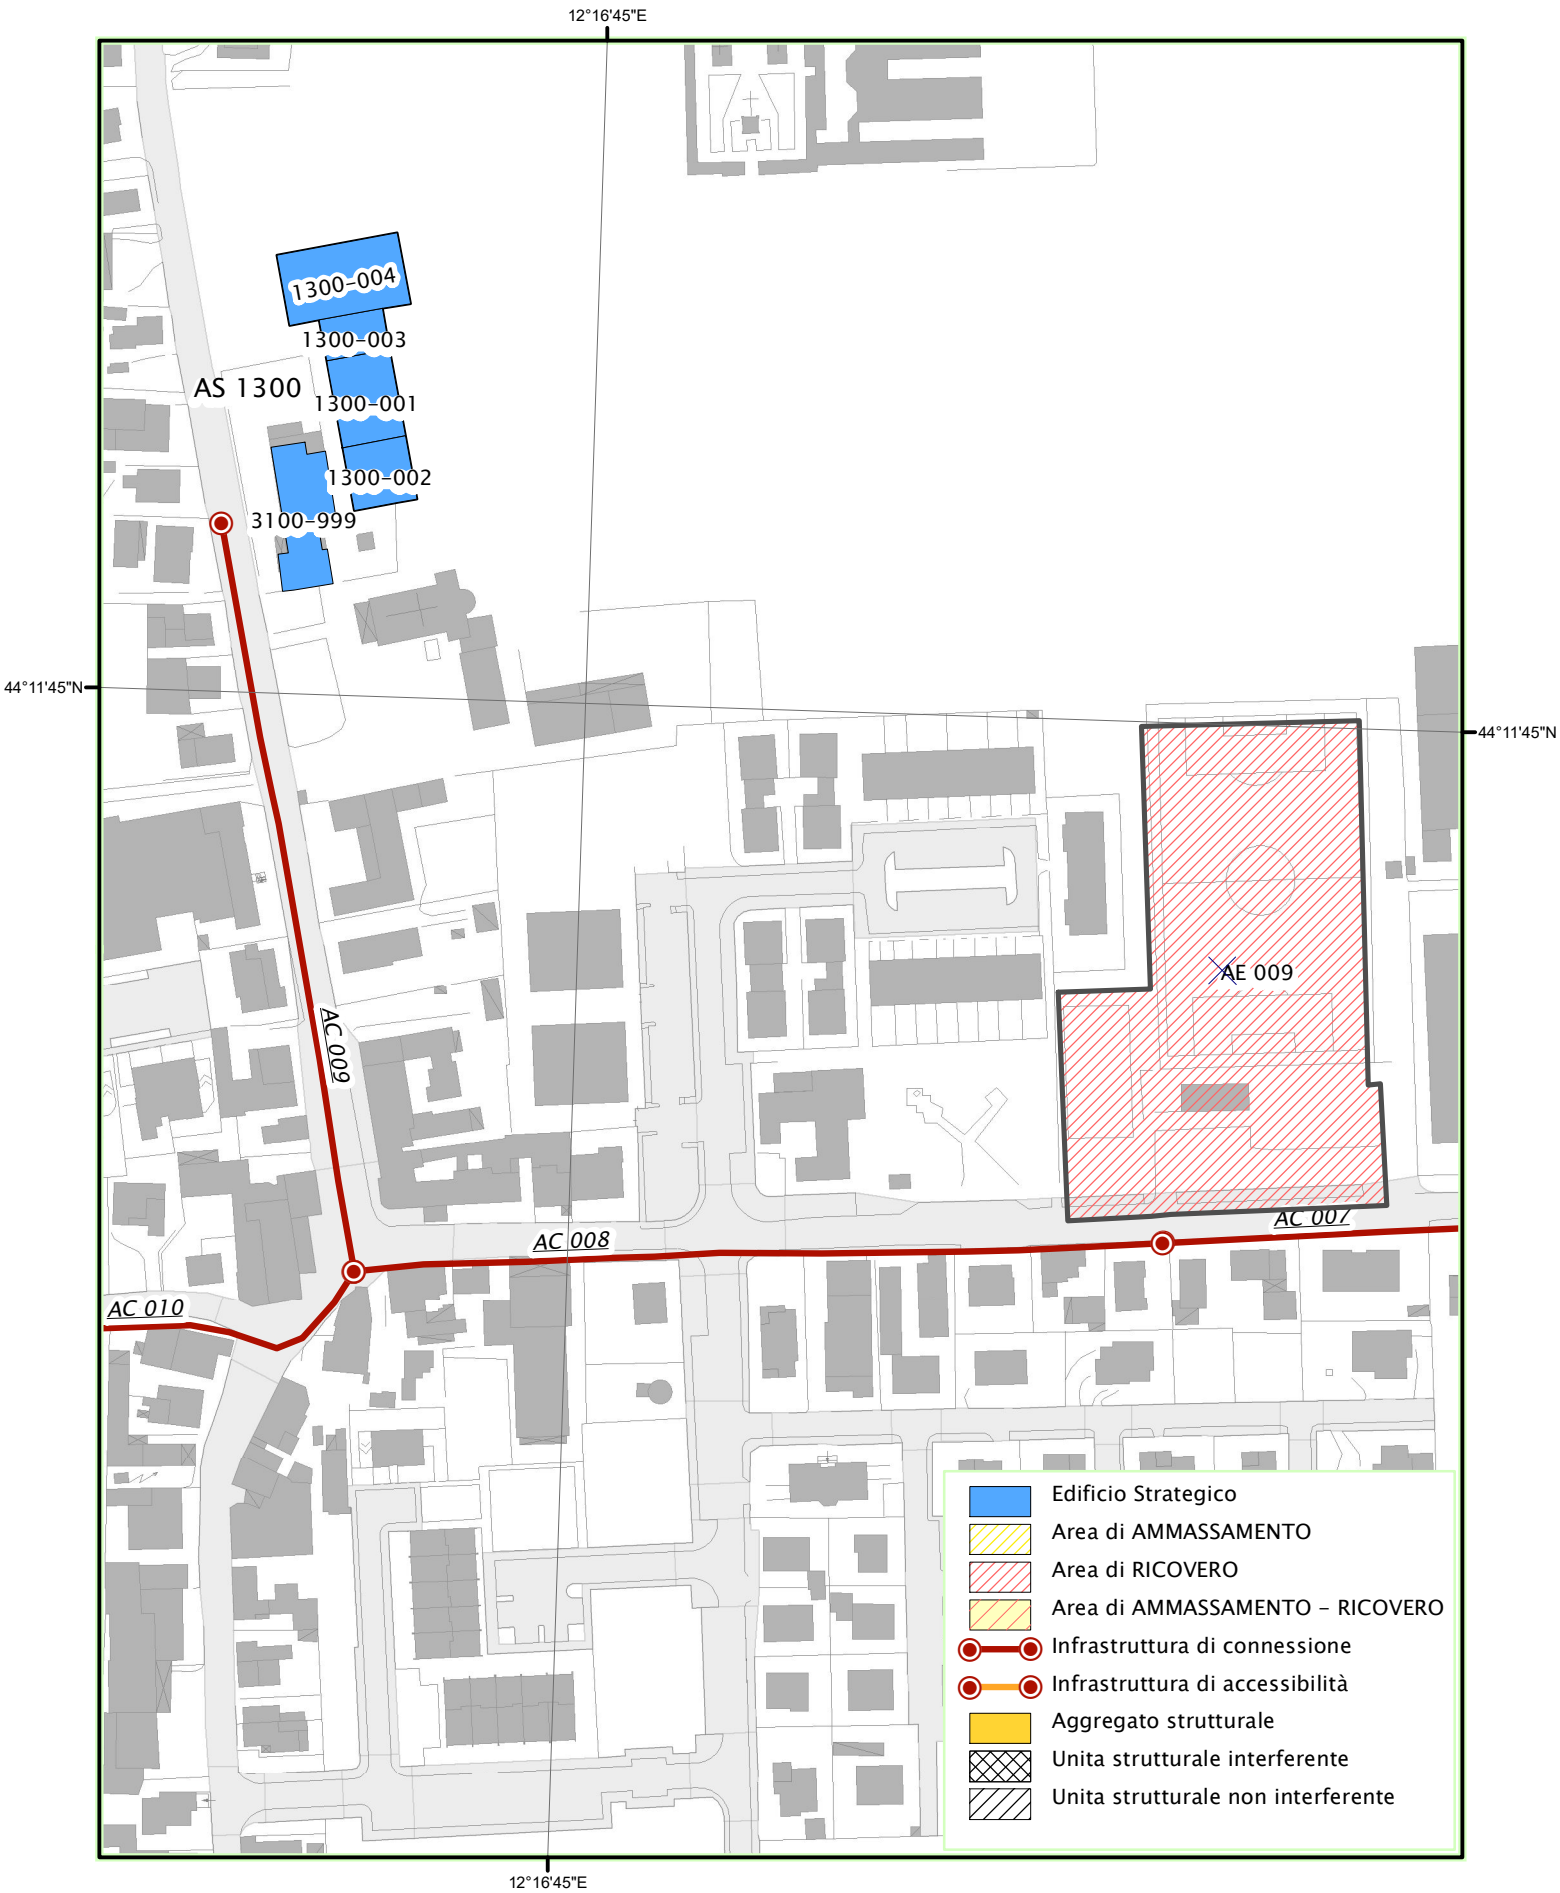 12°16'45"E
1300-004
1300-003
AS 1300
1300-001
1300-002
3100-999
44°11'45"N
44°11'45"N
AE 009
AC 009
AC 007
AC 008
AC 010
Edificio Strategico
Area di AMMASSAMENTO
Area di RICOVERO
Area di AMMASSAMENTO - RICOVERO
Infrastruttura di connessione
Infrastruttura di accessibilità
Aggregato strutturale
Unita strutturale interferente
Unita strutturale non interferente
12°16'45"E